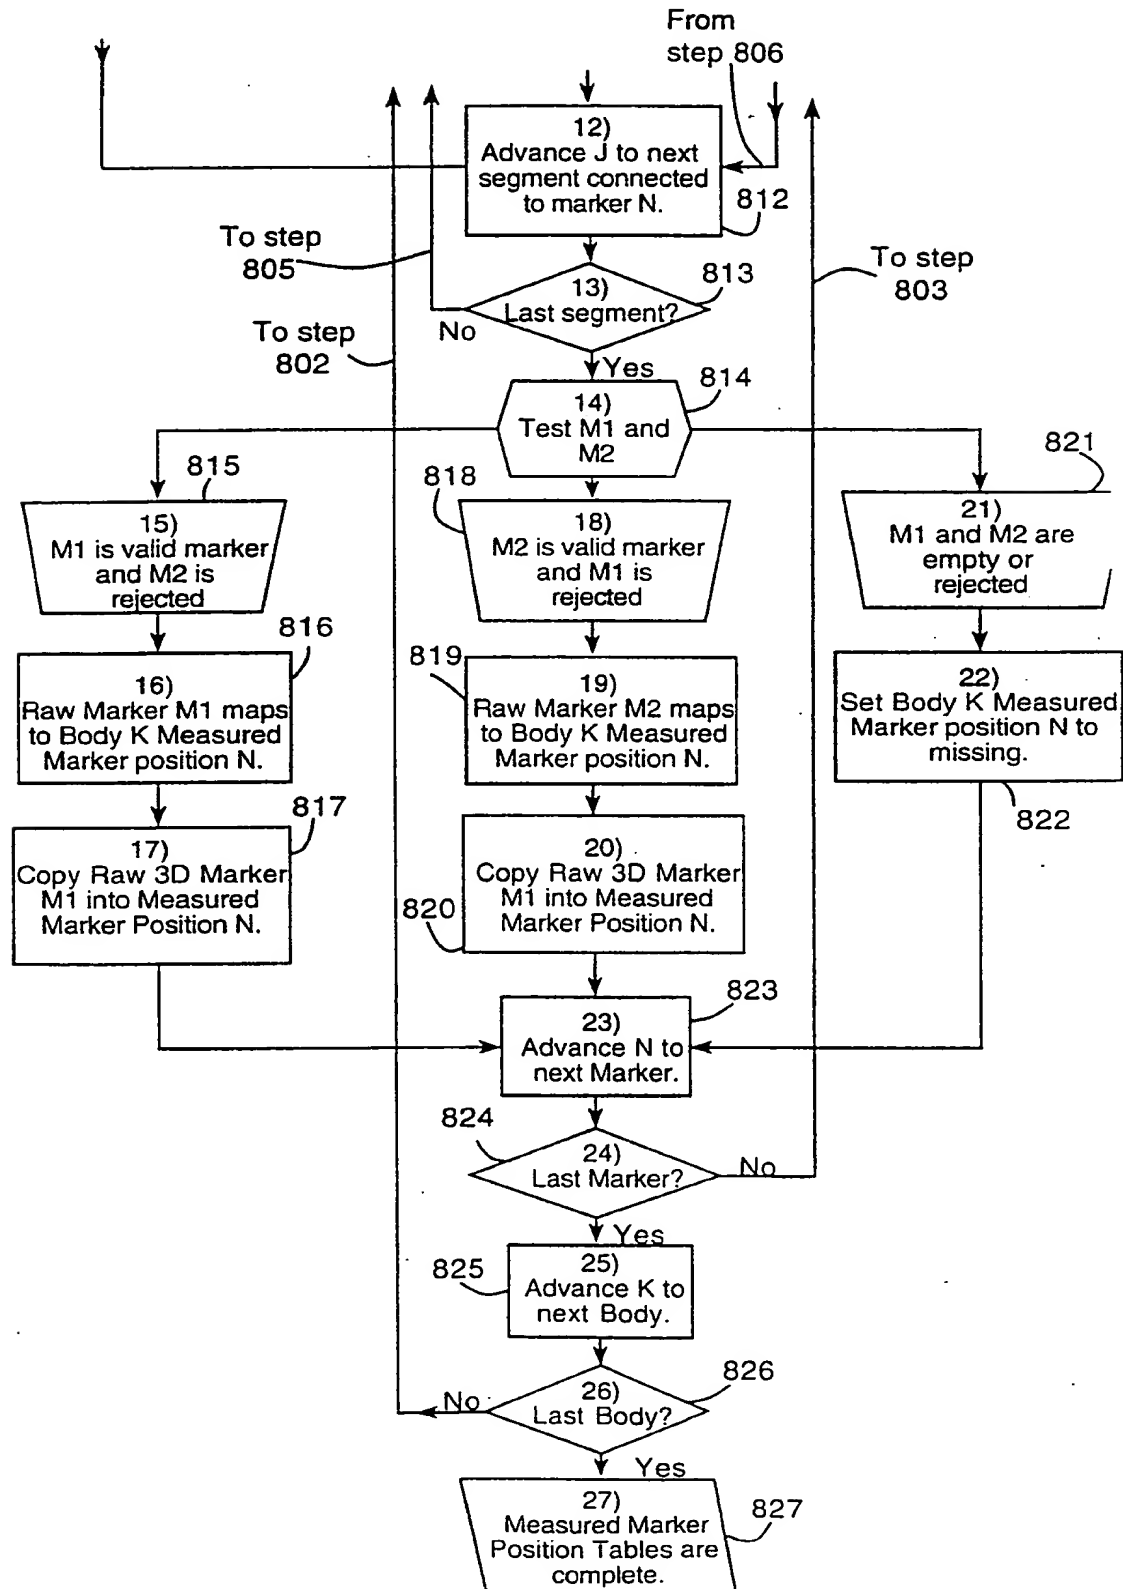 From
step 806
12)
Advance J to next
segment connected
to marker N.
812
To step
805
To step
803
13)
Last segment?
813
No
To step
802
Yes
14)
Test M1 and
M2
814
815
15)
M1 is valid marker
and M2 is
rejected
818
18)
M2 is valid marker
and M1 is
rejected
821
21)
M1 and M2 are
empty or
rejected
816
16)
Raw Marker M1 maps
to Body K Measured
Marker position N.
819
19)
Raw Marker M2 maps
to Body K Measured
Marker position N.
22)
Set Body K Measured
Marker position N to
missing.
822
817
17)
Copy Raw 3D Marker
M1 into Measured
Marker Position N.
20)
Copy Raw 3D Marker
M1 into Measured
Marker Position N.
820
823
23)
Advance N to
next Marker.
824
24)
Last Marker?
No
Yes
825
25)
Advance K to
next Body.
826
26)
Last Body?
No
Yes
27)
Measured Marker
Position Tables are
complete.
827